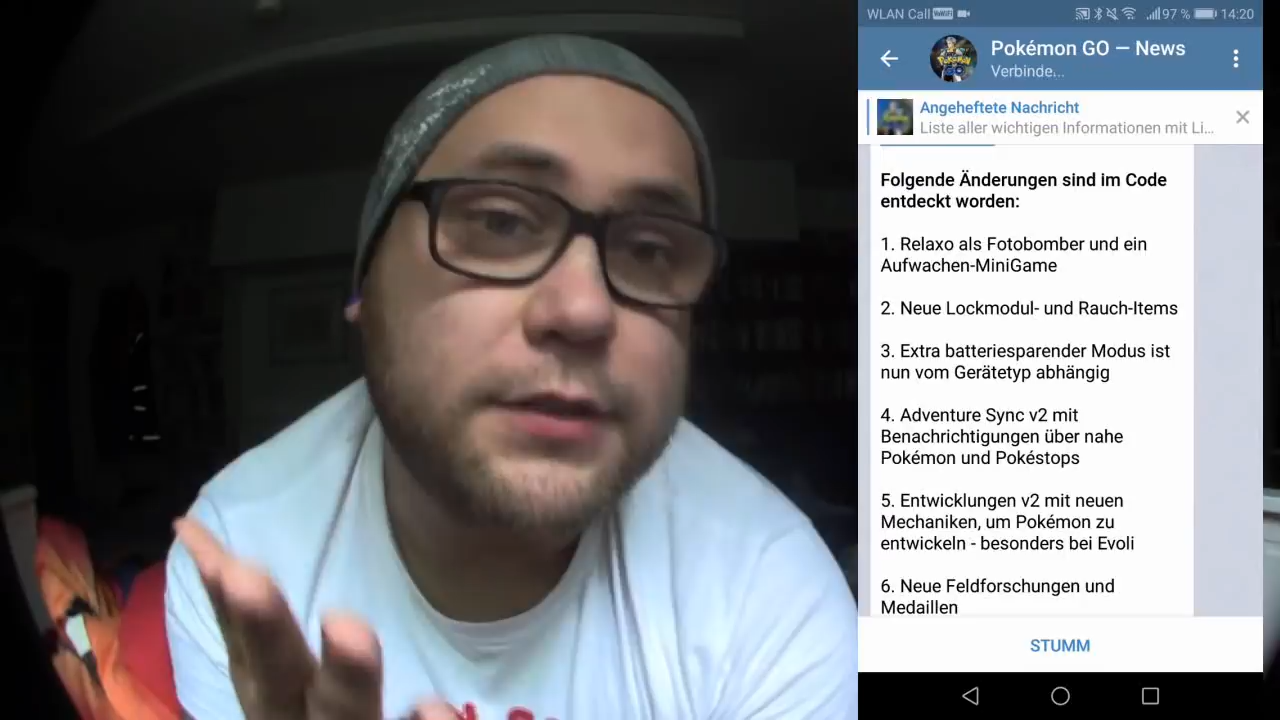 WLAN Call VoWiFi 97 % 14:20
Pokémon GO — News
Verbinde...
Angeheftete Nachricht
Liste aller wichtigen Informationen mit Li...
Folgende Änderungen sind im Code
entdeckt worden:
1. Relaxo als Fotobomber und ein
Aufwachen-MiniGame
2. Neue Lockmodul- und Rauch-Items
3. Extra batteriesparender Modus ist
nun vom Gerätetyp abhängig
4. Adventure Sync v2 mit
Benachrichtigungen über nahe
Pokémon und Pokéstops
5. Entwicklungen v2 mit neuen
Mechaniken, um Pokémon zu
entwickeln - besonders bei Evoli
6. Neue Feldforschungen und
Medaillen
STUMM